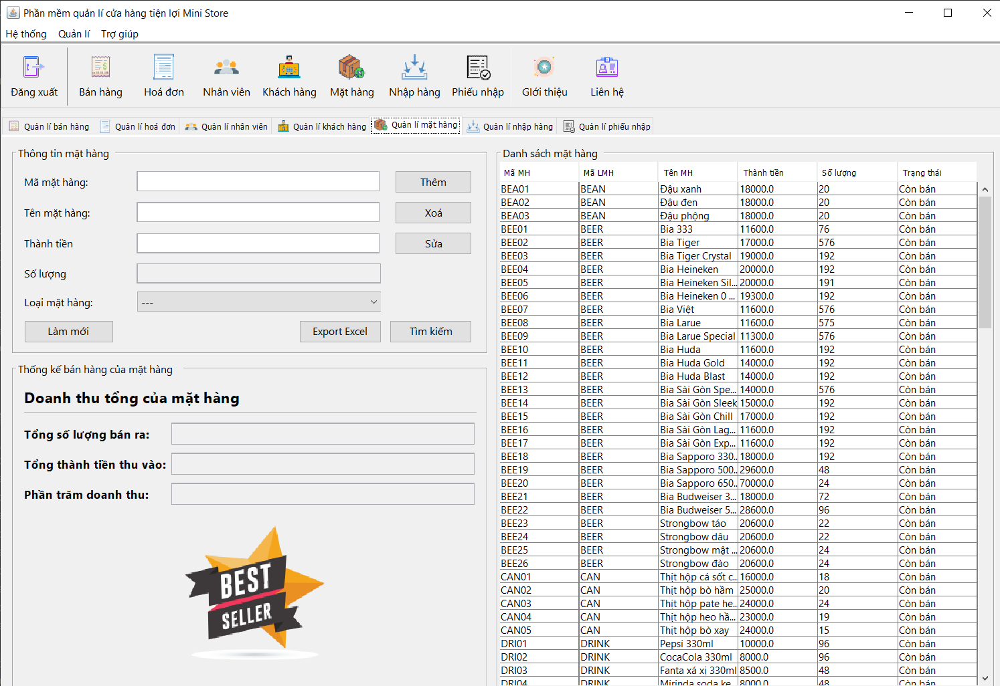 Phần mềm quản lí cửa hàng tiện lợi Mini Store
Hệ thống Quản lí Trợ giúp
Đăng xuất Bán hàng Hoá đơn Nhân viên Khách hàng Mặt hàng Nhập hàng Phiếu nhập GIới thiệu Liên hệ
Quản lí bán hàng Quản lí hoá đơn Quản lí nhân viên Quản lí khách hàng Quản lí mặt hàng Quản lí nhập hàng Quản lí phiếu nhập
Thông tin mặt hàng
Mã mặt hàng: Thêm
Tên mặt hàng: Xoá
Thành tiền Sửa
Số lượng
Loại mặt hàng: ---
Làm mới Export Excel Tìm kiếm
Thống kế bán hàng của mặt hàng
Doanh thu tổng của mặt hàng
Tổng số lượng bán ra:
Tổng thành tiền thu vào:
Phần trăm doanh thu:
BEST
SELLER
Danh sách mặt hàng
Mã MH Mã LMH Tên MH Thành tiền Số lượng Trạng thái
BEA01 BEAN Đậu xanh 18000.0 20 Còn bán
BEA02 BEAN Đậu đen 18000.0 20 Còn bán
BEA03 BEAN Đậu phộng 18000.0 20 Còn bán
BEE01 BEER Bia 333 11600.0 76 Còn bán
BEE02 BEER Bia Tiger 17000.0 576 Còn bán
BEE03 BEER Bia Tiger Crystal 19000.0 192 Còn bán
BEE04 BEER Bia Heineken 20000.0 192 Còn bán
BEE05 BEER Bia Heineken Sil... 20000.0 191 Còn bán
BEE06 BEER Bia Heineken 0 ... 19300.0 192 Còn bán
BEE07 BEER Bia Việt 11600.0 576 Còn bán
BEE08 BEER Bia Larue 11600.0 575 Còn bán
BEE09 BEER Bia Larue Special 11300.0 576 Còn bán
BEE10 BEER Bia Huda 11600.0 192 Còn bán
BEE11 BEER Bia Huda Gold 14000.0 192 Còn bán
BEE12 BEER Bia Huda Blast 14000.0 192 Còn bán
BEE13 BEER Bia Sài Gòn Spe... 14000.0 576 Còn bán
BEE14 BEER Bia Sài Gòn Sleek 15000.0 192 Còn bán
BEE15 BEER Bia Sài Gòn Chill 17000.0 192 Còn bán
BEE16 BEER Bia Sài Gòn Lag... 11600.0 192 Còn bán
BEE17 BEER Bia Sài Gòn Exp... 11600.0 192 Còn bán
BEE18 BEER Bia Sapporo 330... 18000.0 192 Còn bán
BEE19 BEER Bia Sapporo 500... 29600.0 48 Còn bán
BEE20 BEER Bia Sapporo 650... 70000.0 24 Còn bán
BEE21 BEER Bia Budweiser 3... 18000.0 72 Còn bán
BEE22 BEER Bia Budweiser 5... 28600.0 96 Còn bán
BEE23 BEER Strongbow táo 20600.0 22 Còn bán
BEE24 BEER Strongbow dâu 20600.0 22 Còn bán
BEE25 BEER Strongbow mật ... 20600.0 24 Còn bán
BEE26 BEER Strongbow đào 20600.0 24 Còn bán
CAN01 CAN Thịt hộp cá sốt c... 16000.0 18 Còn bán
CAN02 CAN Thịt hộp bò hầm 25000.0 20 Còn bán
CAN03 CAN Thịt hộp pate he... 24000.0 24 Còn bán
CAN04 CAN Thịt hộp heo hầ... 23000.0 19 Còn bán
CAN05 CAN Thịt hộp bò xay 24000.0 15 Còn bán
DRI01 DRINK Pepsi 330ml 10000.0 96 Còn bán
DRI02 DRINK CocaCola 330ml 8000.0 96 Còn bán
DRI03 DRINK Fanta xá xị 330ml 8500.0 48 Còn bán
DRI04 DRINK Mirinda soda ke... 8000.0 48 Còn bán